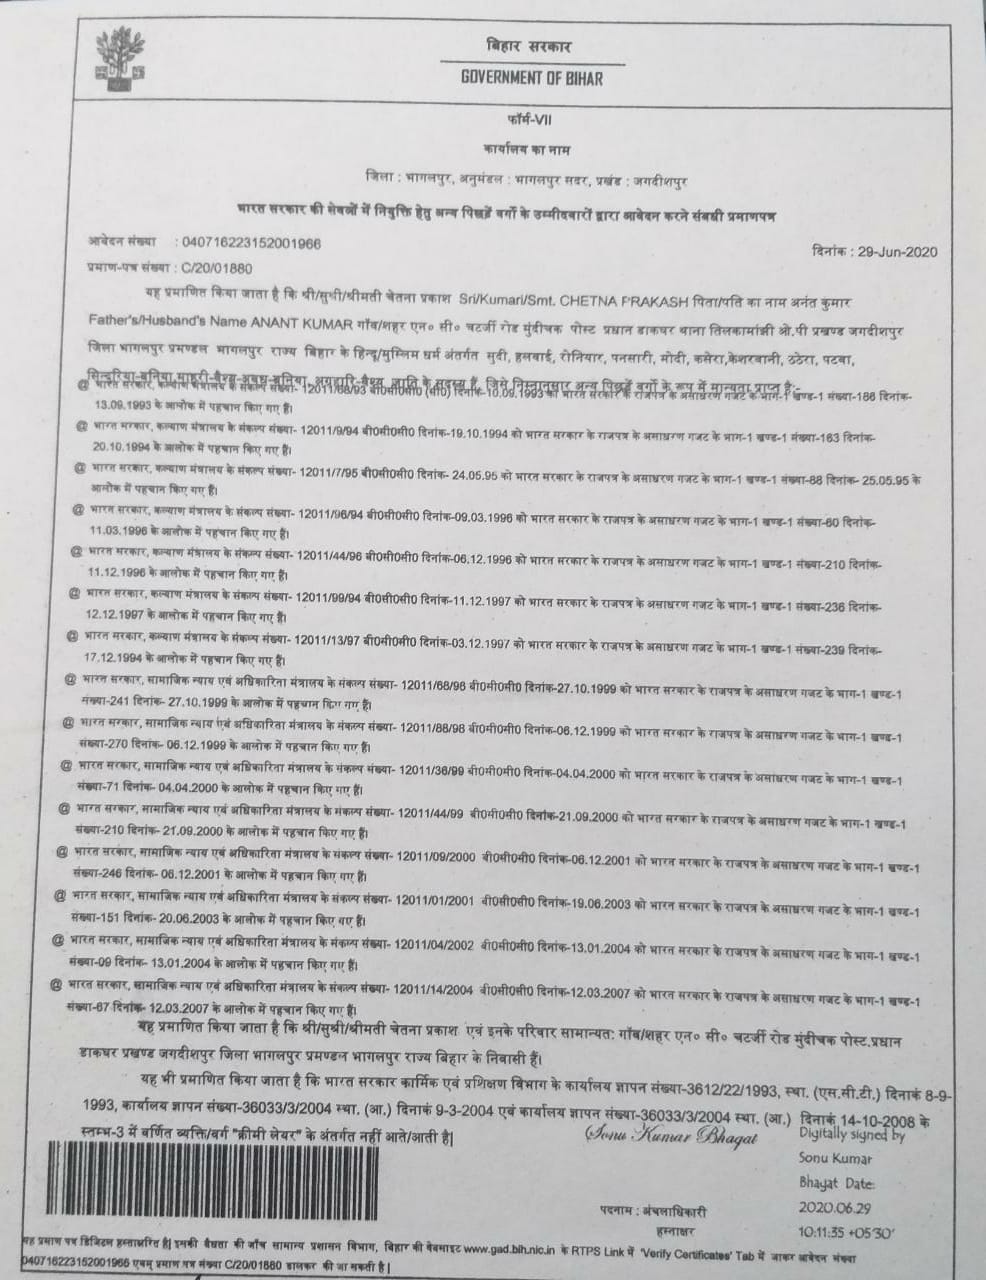 बिहार सरकार
GOVERNMENT OF BIHAR
फॉर्म-VII
कार्यालय का नाम
जिला : भागलपुर, अनुमंडल : भागलपुर सदर, प्रखंड : जगदीशपुर
भारत सरकार की सेवाओं में नियुक्ति हेतु अन्य पिछड़ें वर्गो के उम्मीदवारों द्वारा आवेदन करने संबधी प्रमाणपत्र
आवेदन संख्या : 040716223152001966
दिनांक : 29-Jun-2020
प्रमाण-पत्र संख्या : C/20/01880
यह प्रमाणित किया जाता है कि श्री/सुश्री/श्रीमती चेतना प्रकाश Sri/Kumari/Smt. CHETNA PRAKASH पिता/पति का नाम अनंत कुमार
Father's/Husband's Name ANANT KUMAR गाँव/शहर एन० सी० चटर्जी रोड मुंदीचक पोस्ट प्रधान डाकघर थाना तिलकामांझी ओ.पी प्रखण्ड जगदीशपुर
जिला भागलपुर प्रमण्डल भागलपुर राज्य बिहार के हिन्दू/मुस्लिम धर्म अंतर्गत सुदी, हलवाई, रोनियार, पनसारी, मोदी, कसेरा,केशरवानी, ठठेरा, पटवा,
सिन्दुरिया-बनिया,माहुरी-वैश्य,अवध-बनिया, अग्रहरि-वैश्य जाति के सदस्य हैं, जिसे निम्नानुसार अन्य पिछड़ें वर्गो के रूप में मान्यता प्राप्त है:-
@ भारत सरकार, कल्याण मंत्रालय के संकल्प संख्या- 12011/68/93 बी0सी0सी0 (सी0) दिनांक-10.09.1993 को भारत सरकार के राजपत्र के असाधरण गजट के भाग-1 खण्ड-1 संख्या-186 दिनांक-
13.09.1993 के आलोक में पहचान किए गए हैं।
@ भारत सरकार, कल्याण मंत्रालय के संकल्प संख्या- 12011/9/94 बी0सी0सी0 दिनांक-19.10.1994 को भारत सरकार के राजपत्र के असाधरण गजट के भाग-1 खण्ड-1 संख्या-163 दिनांक-
20.10.1994 के आलोक में पहचान किए गए हैं।
@ भारत सरकार, कल्याण मंत्रालय के संकल्प संख्या- 12011/7/95 बी0सी0सी0 दिनांक- 24.05.95 को भारत सरकार के राजपत्र के असाधरण गजट के भाग-1 खण्ड-1 संख्या-88 दिनांक- 25.05.95 के
आलोक में पहचान किए गए हैं।
@ भारत सरकार, कल्याण मंत्रालय के संकल्प संख्या- 12011/96/94 बी0सी0सी0 दिनांक-09.03.1996 को भारत सरकार के राजपत्र के असाधरण गजट के भाग-1 खण्ड-1 संख्या-60 दिनांक-
11.03.1996 के आलोक में पहचान किए गए हैं।
@ भारत सरकार, कल्याण मंत्रालय के संकल्प संख्या- 12011/44/96 बी0सी0सी0 दिनांक-06.12.1996 को भारत सरकार के राजपत्र के असाधरण गजट के भाग-1 खण्ड-1 संख्या-210 दिनांक-
11.12.1996 के आलोक में पहचान किए गए हैं।
@ भारत सरकार, कल्याण मंत्रालय के संकल्प संख्या- 12011/99/94 बी0सी0सी0 दिनांक-11.12.1997 को भारत सरकार के राजपत्र के असाधरण गजट के भाग-1 खण्ड-1 संख्या-236 दिनांक-
12.12.1997 के आलोक में पहचान किए गए हैं।
@ भारत सरकार, कल्याण मंत्रालय के संकल्प संख्या- 12011/13/97 बी0सी0सी0 दिनांक-03.12.1997 को भारत सरकार के राजपत्र के असाधरण गजट के भाग-1 खण्ड-1 संख्या-239 दिनांक-
17.12.1994 के आलोक में पहचान किए गए हैं।
@ भारत सरकार, सामाजिक न्याय एवं अधिकारिता मंत्रालय के संकल्प संख्या- 12011/68/98 बी0सी0सी0 दिनांक-27.10.1999 को भारत सरकार के राजपत्र के असाधरण गजट के भाग-1 खण्ड-1
संख्या-241 दिनांक- 27.10.1999 के आलोक में पहचान किए गए हैं।
@ भारत सरकार, सामाजिक न्याय एवं अधिकारिता मंत्रालय के संकल्प संख्या- 12011/88/98 बी0सी0सी0 दिनांक-06.12.1999 को भारत सरकार के राजपत्र के असाधरण गजट के भाग-1 खण्ड-1
संख्या-270 दिनांक- 06.12.1999 के आलोक में पहचान किए गए हैं।
@ भारत सरकार, सामाजिक न्याय एवं अधिकारिता मंत्रालय के संकल्प संख्या- 12011/36/99 बी0सी0सी0 दिनांक-04.04.2000 को भारत सरकार के राजपत्र के असाधरण गजट के भाग-1 खण्ड-1
संख्या-71 दिनांक- 04.04.2000 के आलोक में पहचान किए गए हैं।
@ भारत सरकार, सामाजिक न्याय एवं अधिकारिता मंत्रालय के संकल्प संख्या- 12011/44/99 बी0सी0सी0 दिनांक-21.09.2000 को भारत सरकार के राजपत्र के असाधरण गजट के भाग-1 खण्ड-1
संख्या-210 दिनांक- 21.09.2000 के आलोक में पहचान किए गए हैं।
@ भारत सरकार, सामाजिक न्याय एवं अधिकारिता मंत्रालय के संकल्प संख्या- 12011/09/2000 बी0सी0सी0 दिनांक-06.12.2001 को भारत सरकार के राजपत्र के असाधरण गजट के भाग-1 खण्ड-1
संख्या-246 दिनांक- 06.12.2001 के आलोक में पहचान किए गए हैं।
@ भारत सरकार, सामाजिक न्याय एवं अधिकारिता मंत्रालय के संकल्प संख्या- 12011/01/2001 बी0सी0सी0 दिनांक-19.06.2003 को भारत सरकार के राजपत्र के असाधरण गजट के भाग-1 खण्ड-1
संख्या-151 दिनांक- 20.06.2003 के आलोक में पहचान किए गए हैं।
@ भारत सरकार, सामाजिक न्याय एवं अधिकारिता मंत्रालय के संकल्प संख्या- 12011/04/2002 बी0सी0सी0 दिनांक-13.01.2004 को भारत सरकार के राजपत्र के असाधरण गजट के भाग-1 खण्ड-1
संख्या-09 दिनांक- 13.01.2004 के आलोक में पहचान किए गए हैं।
@ भारत सरकार, सामाजिक न्याय एवं अधिकारिता मंत्रालय के संकल्प संख्या- 12011/14/2004 बी0सी0सी0 दिनांक-12.03.2007 को भारत सरकार के राजपत्र के असाधरण गजट के भाग-1 खण्ड-1
संख्या-67 दिनांक- 12.03.2007 के आलोक में पहचान किए गए हैं।
यह प्रमाणित किया जाता है कि श्री/सुश्री/श्रीमती चेतना प्रकाश एवं इनके परिवार सामान्यत: गाँव/शहर एन० सी० चटर्जी रोड मुंदीचक पोस्ट.प्रधान
डाकघर प्रखण्ड जगदीशपुर जिला भागलपुर प्रमण्डल भागलपुर राज्य बिहार के निवासी हैं।
यह भी प्रमाणित किया जाता है कि भारत सरकार कार्मिक एवं प्रशिक्षण विभाग के कार्यालय ज्ञापन संख्या-3612/22/1993, स्था. (एस.सी.टी.) दिनाकं 8-9-
1993, कार्यालय ज्ञापन संख्या-36033/3/2004 स्था. (आ.) दिनाकं 9-3-2004 एवं कार्यालय ज्ञापन संख्या-36033/3/2004 स्था. (आ.) दिनाकं 14-10-2008 के
स्तम्भ-3 में वर्णित व्यक्ति/वर्ग "क्रीमी लेयर" के अंतर्गत नहीं आते/आती है|
Sonu Kumar Bhagat
Digitally signed by
Sonu Kumar
Bhagat Date:
2020.06.29
10:11:35 +05'30'
पदनाम : अंचलाधिकारी
हस्ताक्षर
यह प्रमाण पत्र डिजिटल हस्ताक्षरित है| इसकी वैधता की जाँच सामान्य प्रशासन विभाग, बिहार की वेबसाइट www.gad.bih.nic.in के RTPS Link में 'Verify Certificates' Tab में जाकर आवेदन संख्या
040716223152001966 एवम् प्रमाण पत्र संख्या C/20/01880 डालकर की जा सकती है |